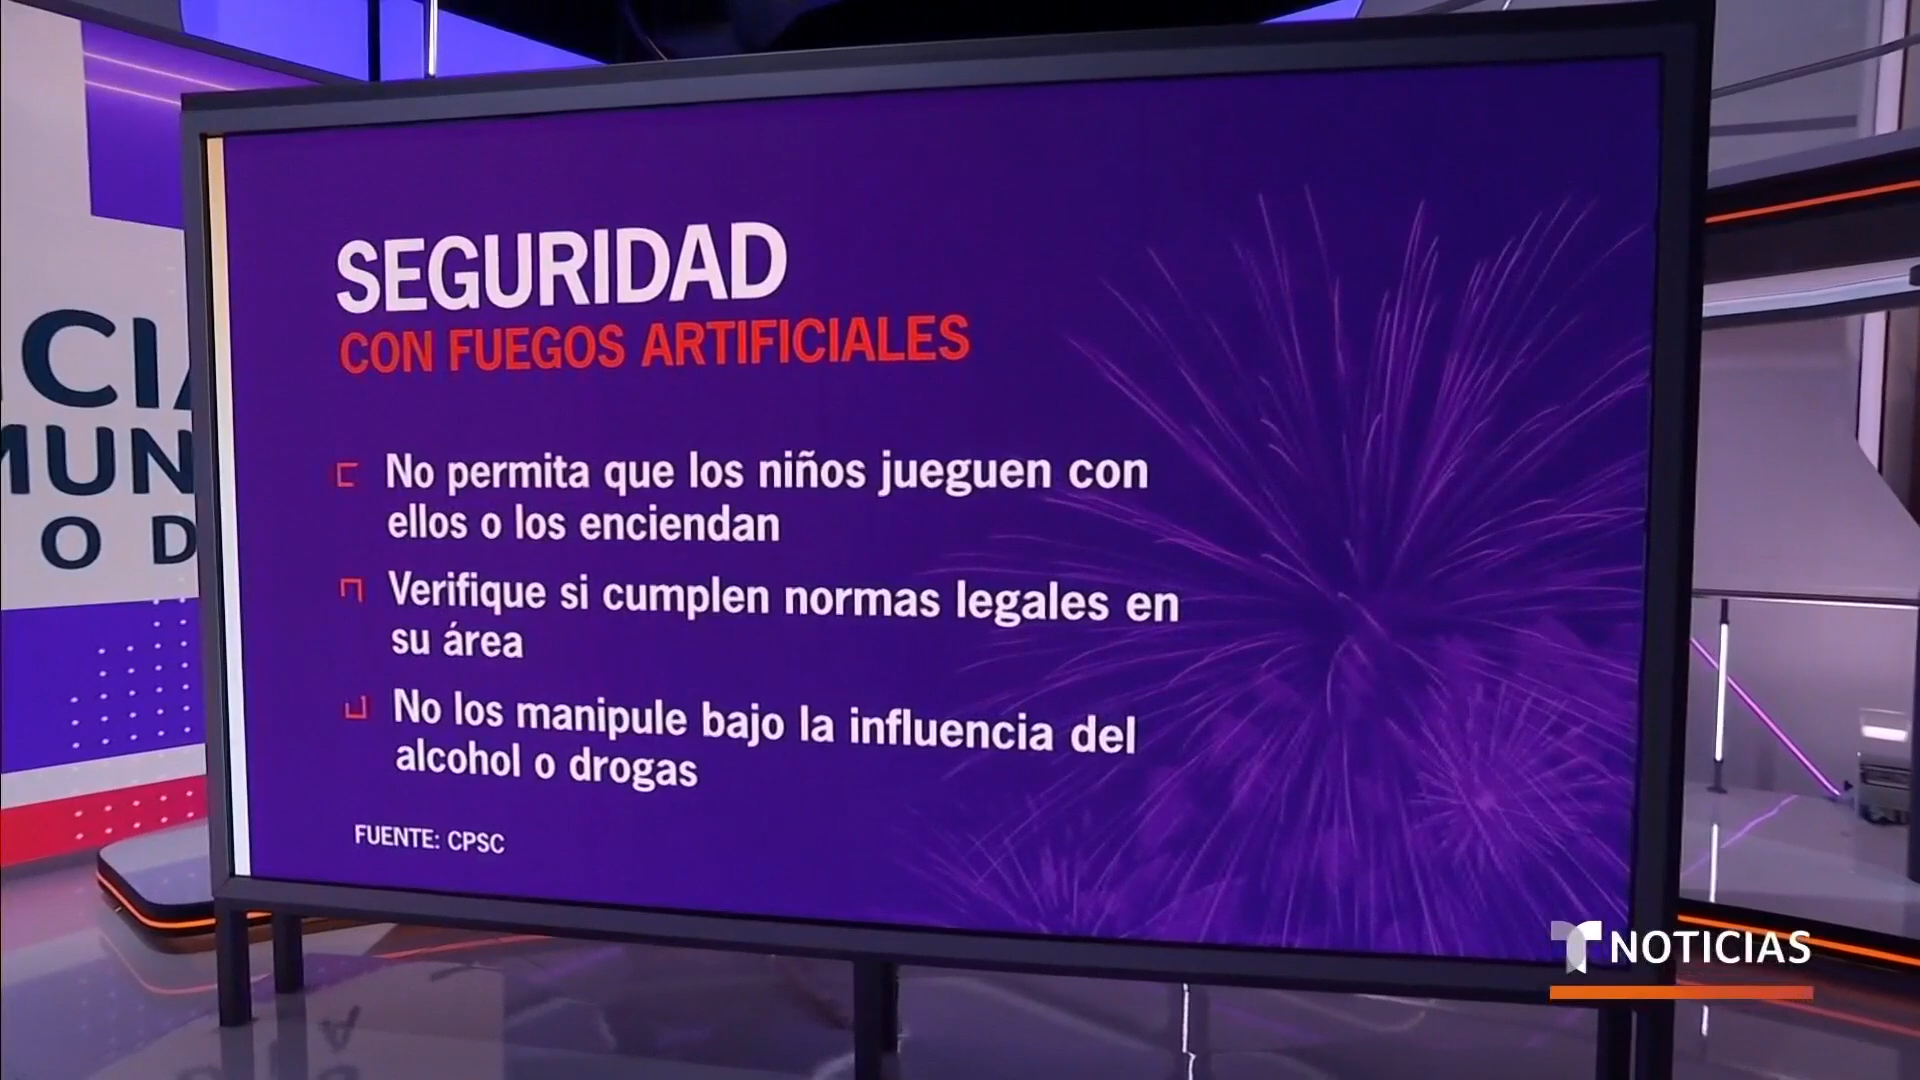 SEGURIDAD
CON FUEGOS ARTIFICIALES
No permita que los niños jueguen con
ellos o los enciendan
Verifique si cumplen normas legales en
su área
No los manipule bajo la influencia del
alcohol o drogas
FUENTE: CPSC
NOTICIAS